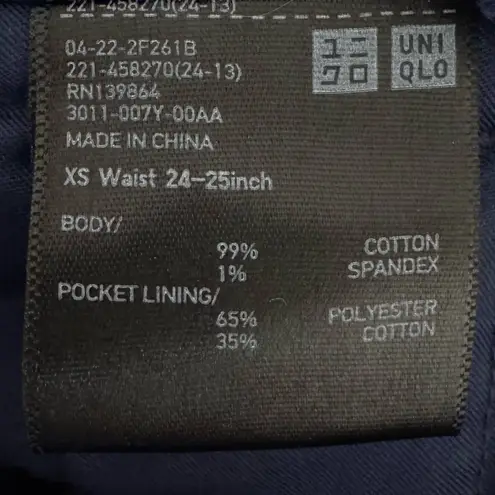 221-458270(24-13)
04-22-2F261B
221-458270(24-13)
RN139864
3011-007Y-00AA
MADE IN CHINA
ユニ
クロ
UNI
QLO
XS Waist 24-25inch
BODY/
99% COTTON
1% SPANDEX
POCKET LINING/
65% POLYESTER
35% COTTON